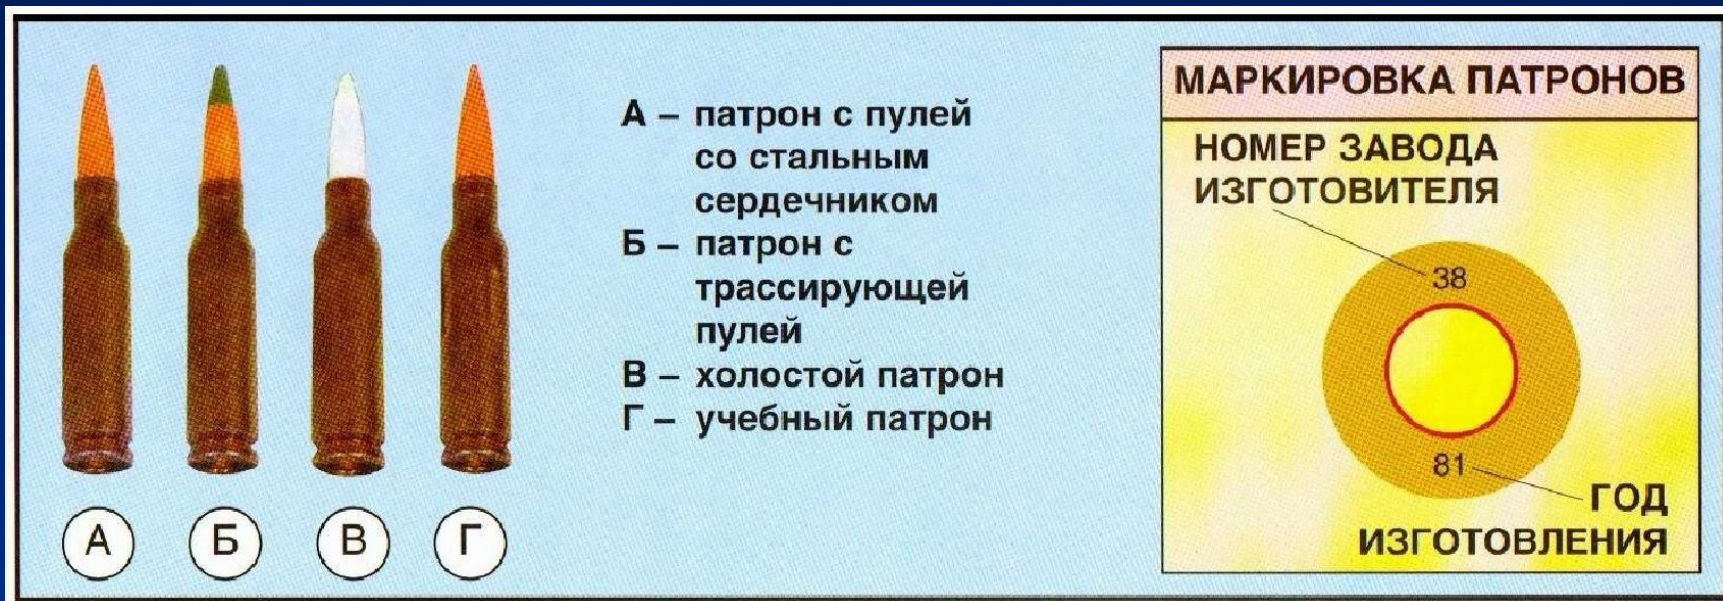 А – патрон с пулей
со стальным
сердечником
Б – патрон с
трассирующей
пулей
В – холостой патрон
Г – учебный патрон
А
Б
В
Г
МАРКИРОВКА ПАТРОНОВ
НОМЕР ЗАВОДА
ИЗГОТОВИТЕЛЯ
38
81
ГОД
ИЗГОТОВЛЕНИЯ